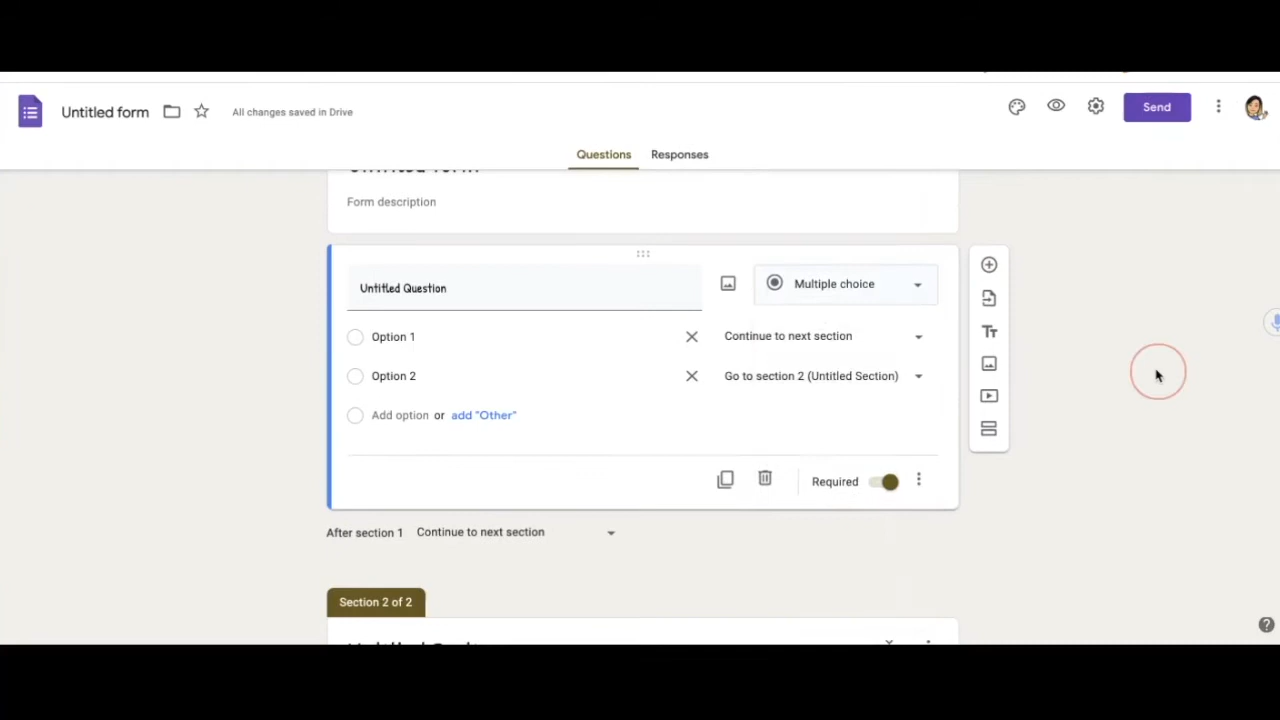 Untitled form
All changes saved in Drive
Send
Questions
Responses
Untitled form
Form description
Untitled Question
Multiple choice
Option 1
Continue to next section
Option 2
Go to section 2 (Untitled Section)
Add option or add "Other"
Required
After section 1 Continue to next section
Section 2 of 2